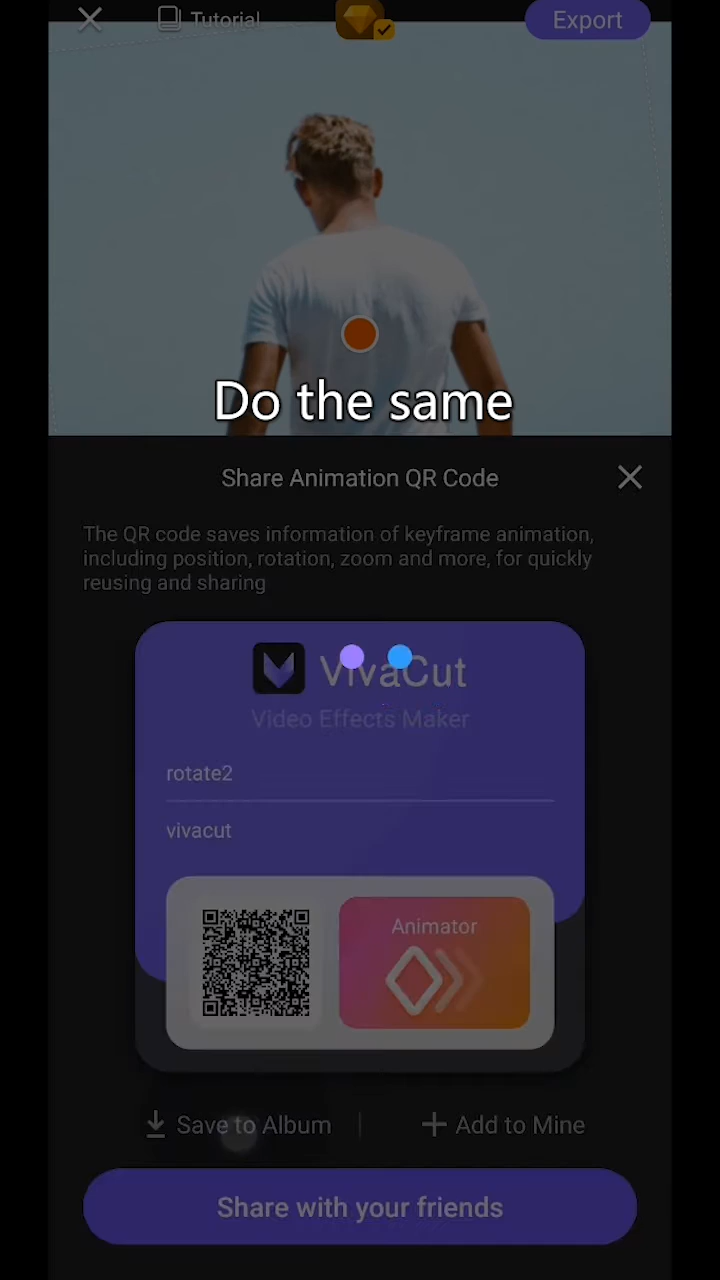 Tutorial
Export
Do the same
Share Animation QR Code
The QR code saves information of keyframe animation,
including position, rotation, zoom and more, for quickly
reusing and sharing
VivaCut
Video Effects Maker
rotate2
vivacut
Animator
Save to Album
Add to Mine
Share with your friends